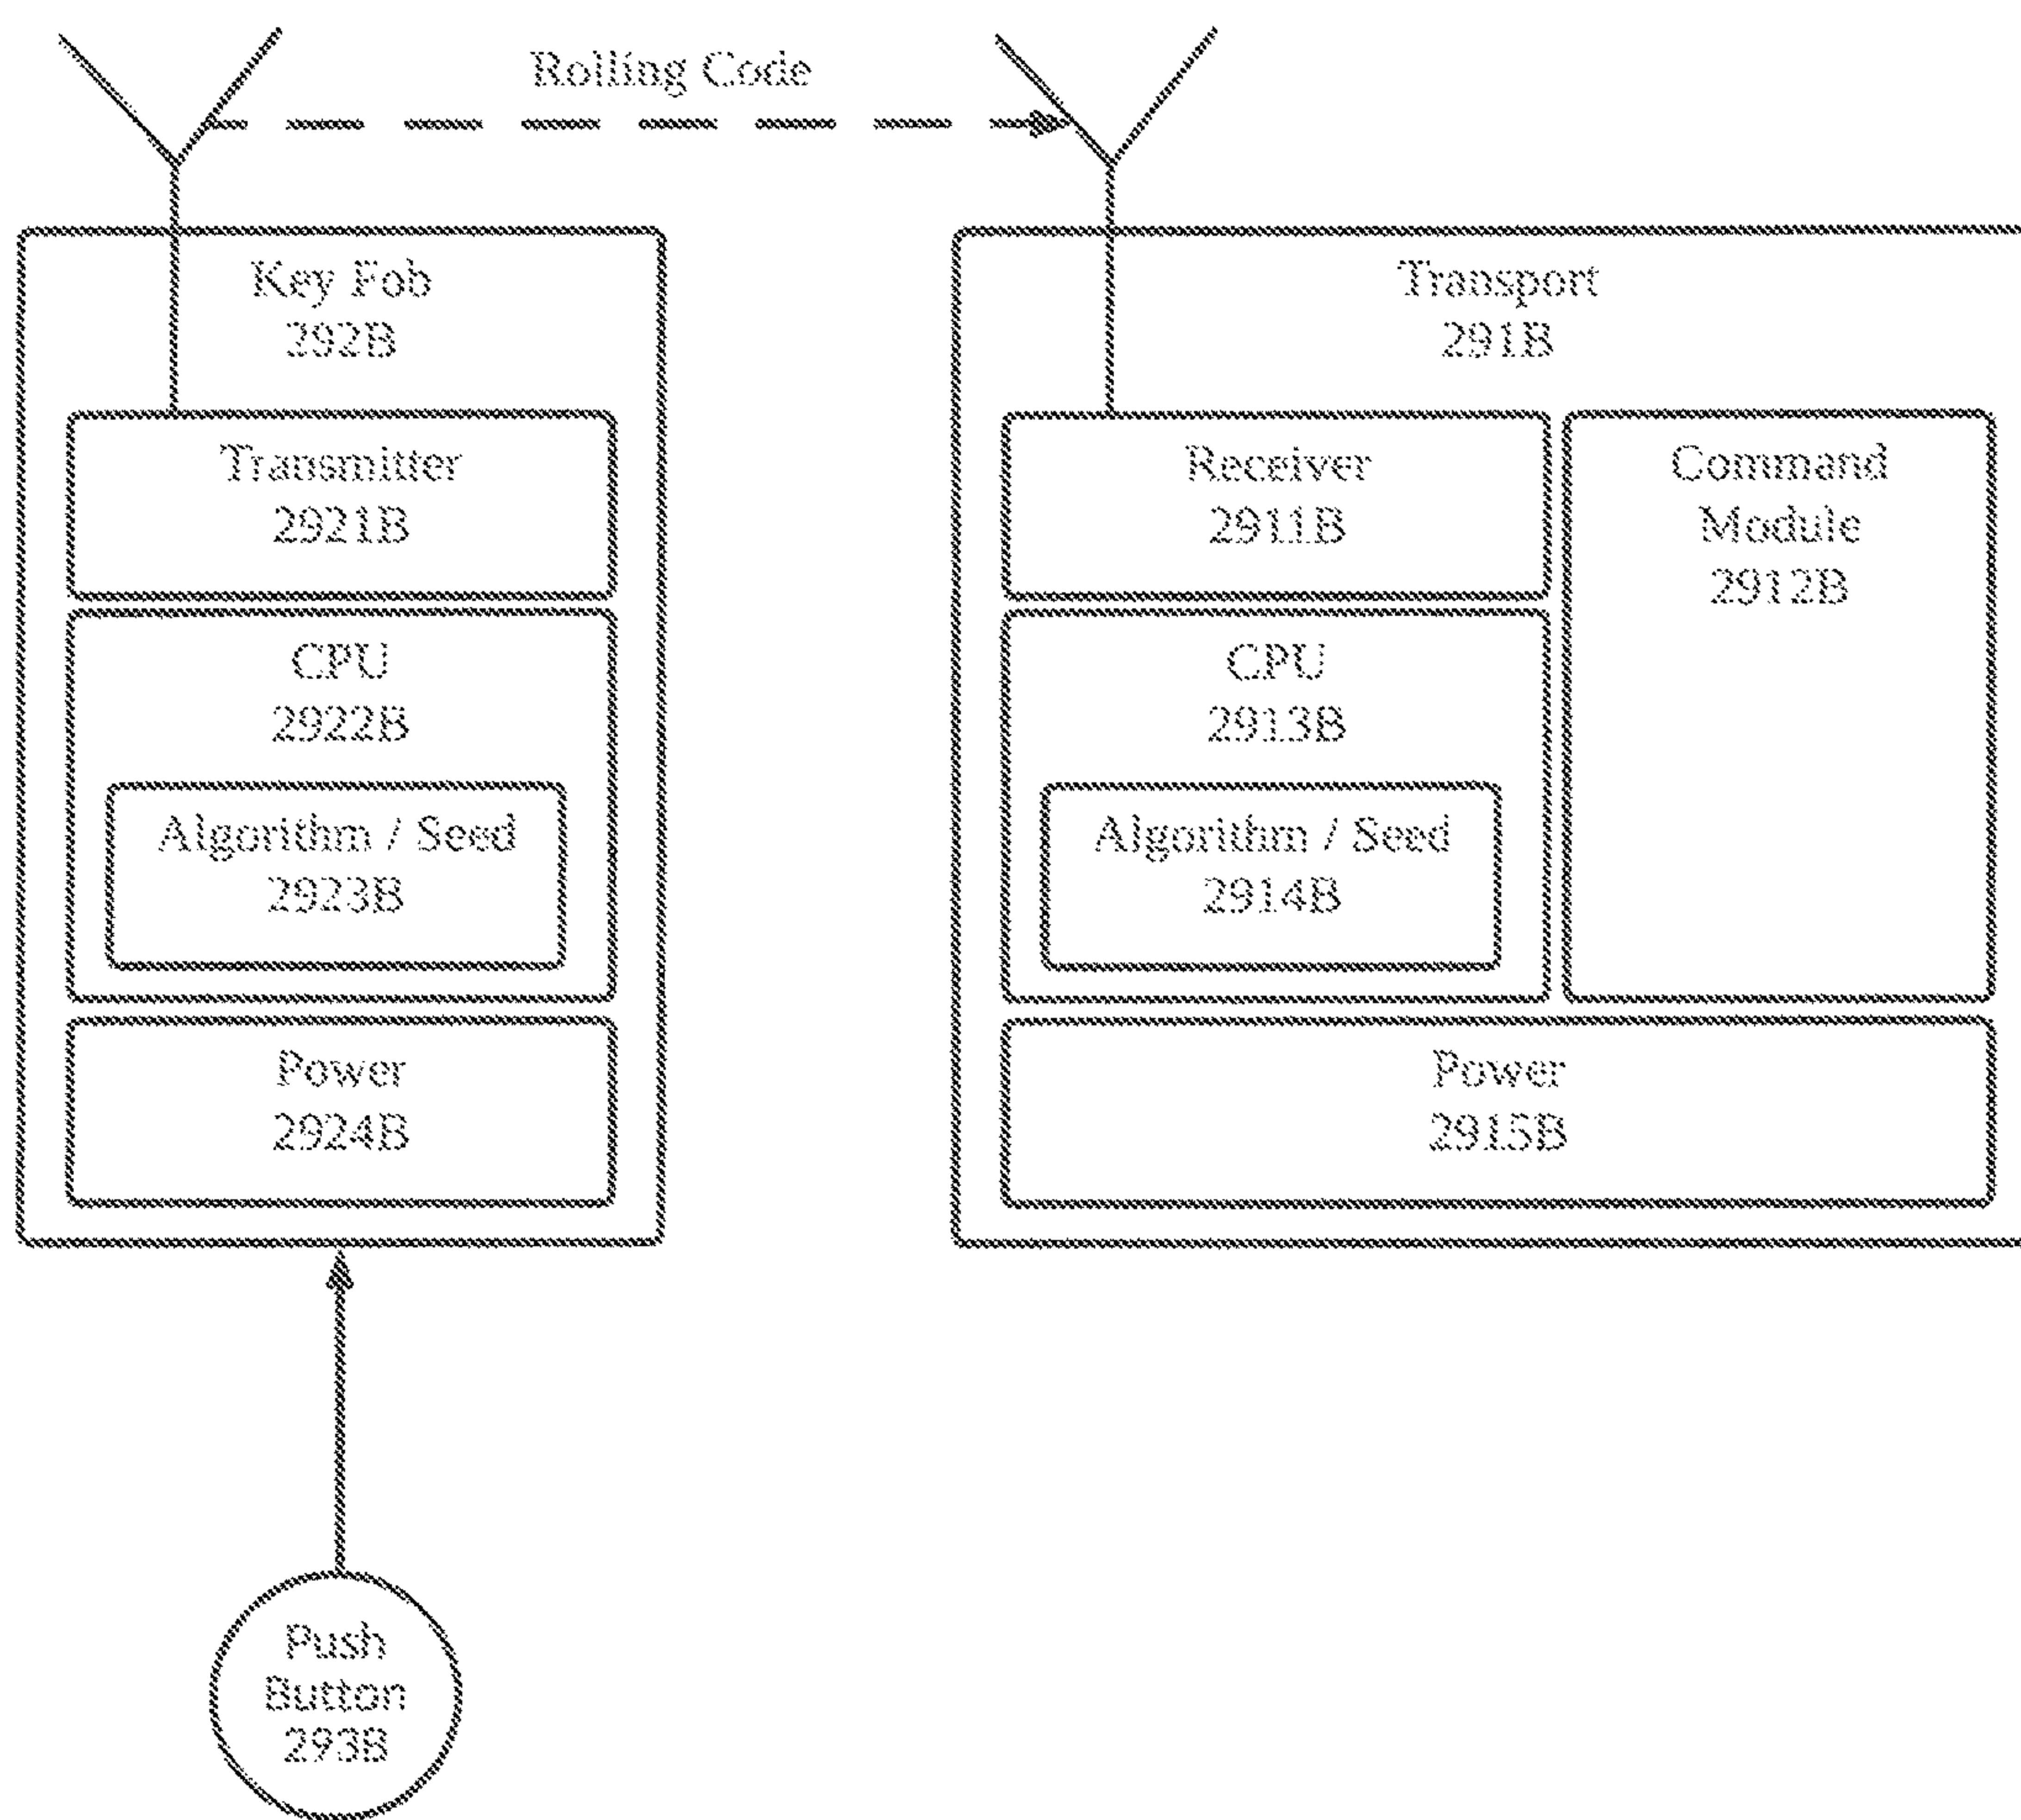 Rolling Code
Key Fob
292B
Transmitter
2921B
CPU
2922B
Algorithm / Seed
2923B
Power
2924B
Transport
291B
Receiver
2911B
Command
Module
2912B
CPU
2913B
Algorithm / Seed
2914B
Power
2915B
Push
Button
293B